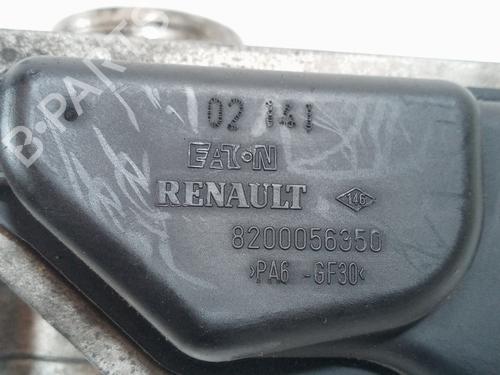 B-PARTS
02 141
EATON
RENAULT
146
8200056350
>PA6 -GF30<